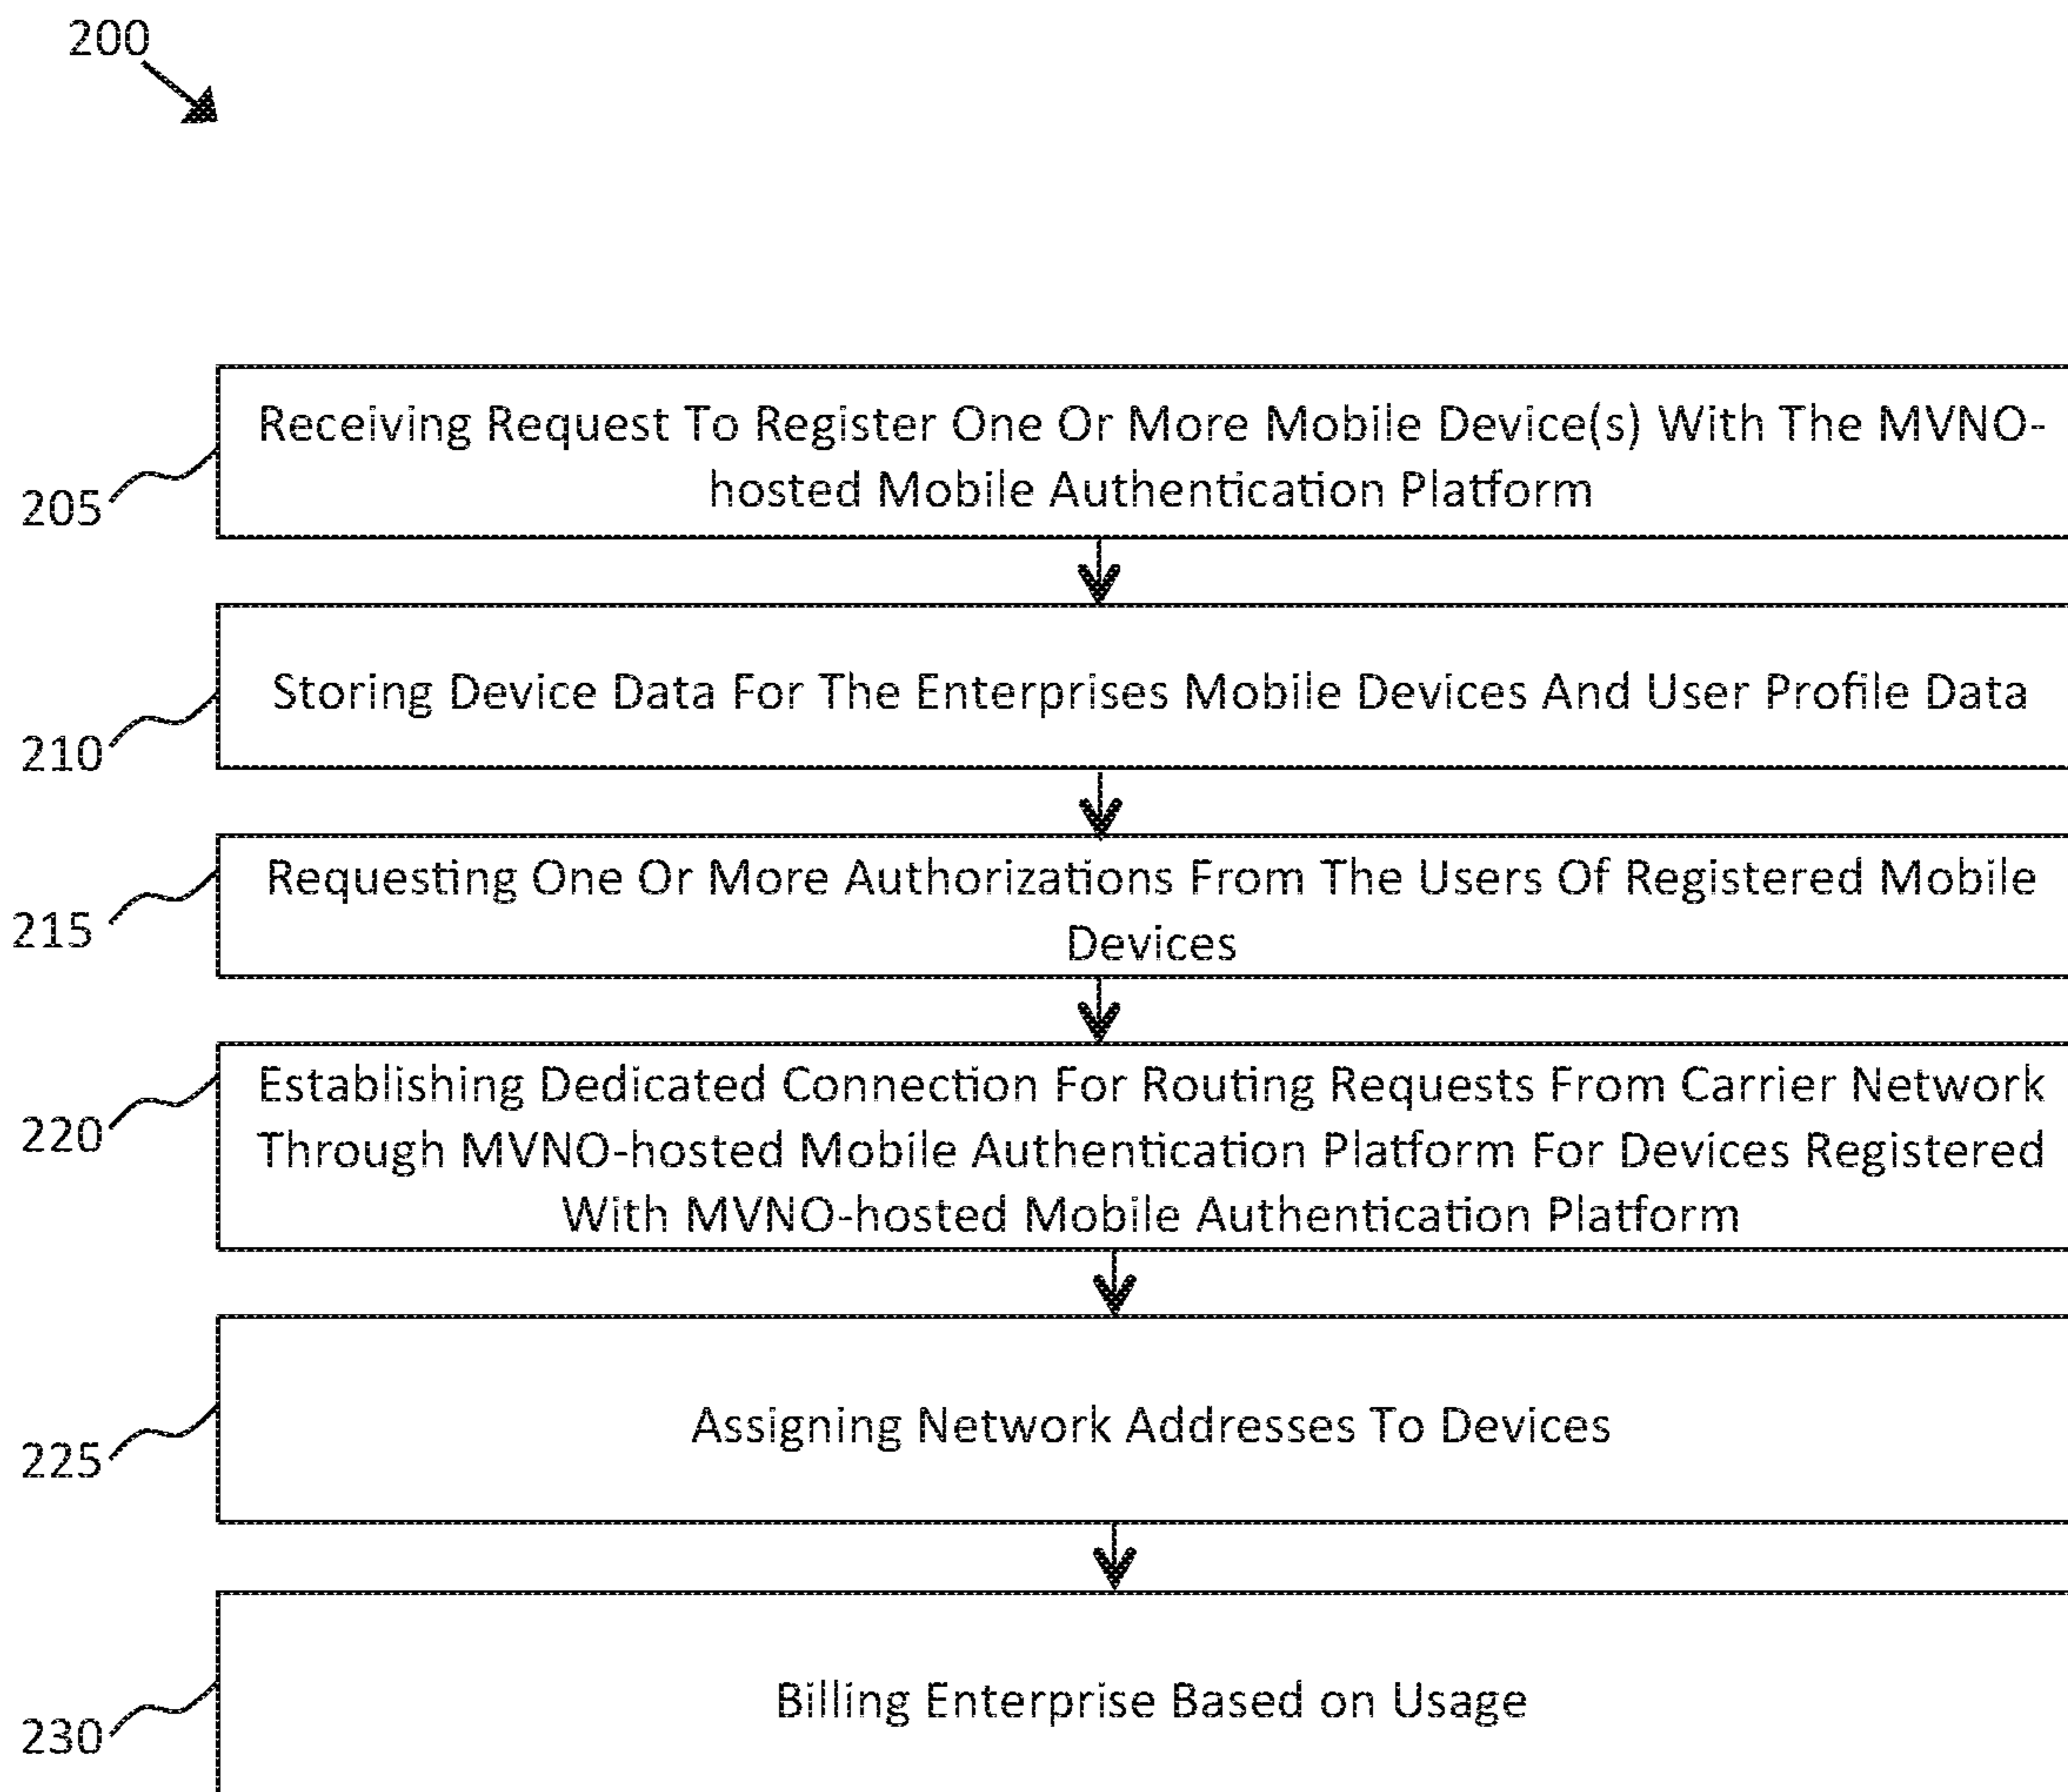 200
Receiving Request To Register One Or More Mobile Device(s) With The MVNO-
hosted Mobile Authentication Platform
205
Storing Device Data For The Enterprises Mobile Devices And User Profile Data
210
Requesting One Or More Authorizations From The Users Of Registered Mobile
Devices
215
Establishing Dedicated Connection For Routing Requests From Carrier Network
Through MVNO-hosted Mobile Authentication Platform For Devices Registered
With MVNO-hosted Mobile Authentication Platform
220
Assigning Network Addresses To Devices
225
Billing Enterprise Based on Usage
230